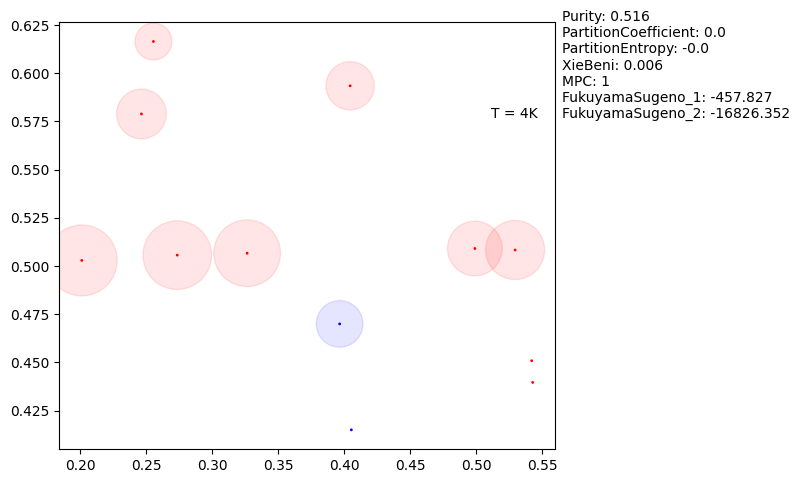 Purity: 0.516
PartitionCoefficient: 0.0
PartitionEntropy: -0.0
XieBeni: 0.006
MPC: 1
FukuyamaSugeno_1: -457.827
FukuyamaSugeno_2: -16826.352
T = 4K
0.625
0.600
0.575
0.550
0.525
0.500
0.475
0.450
0.425
0.20 0.25 0.30 0.35 0.40 0.45 0.50 0.55